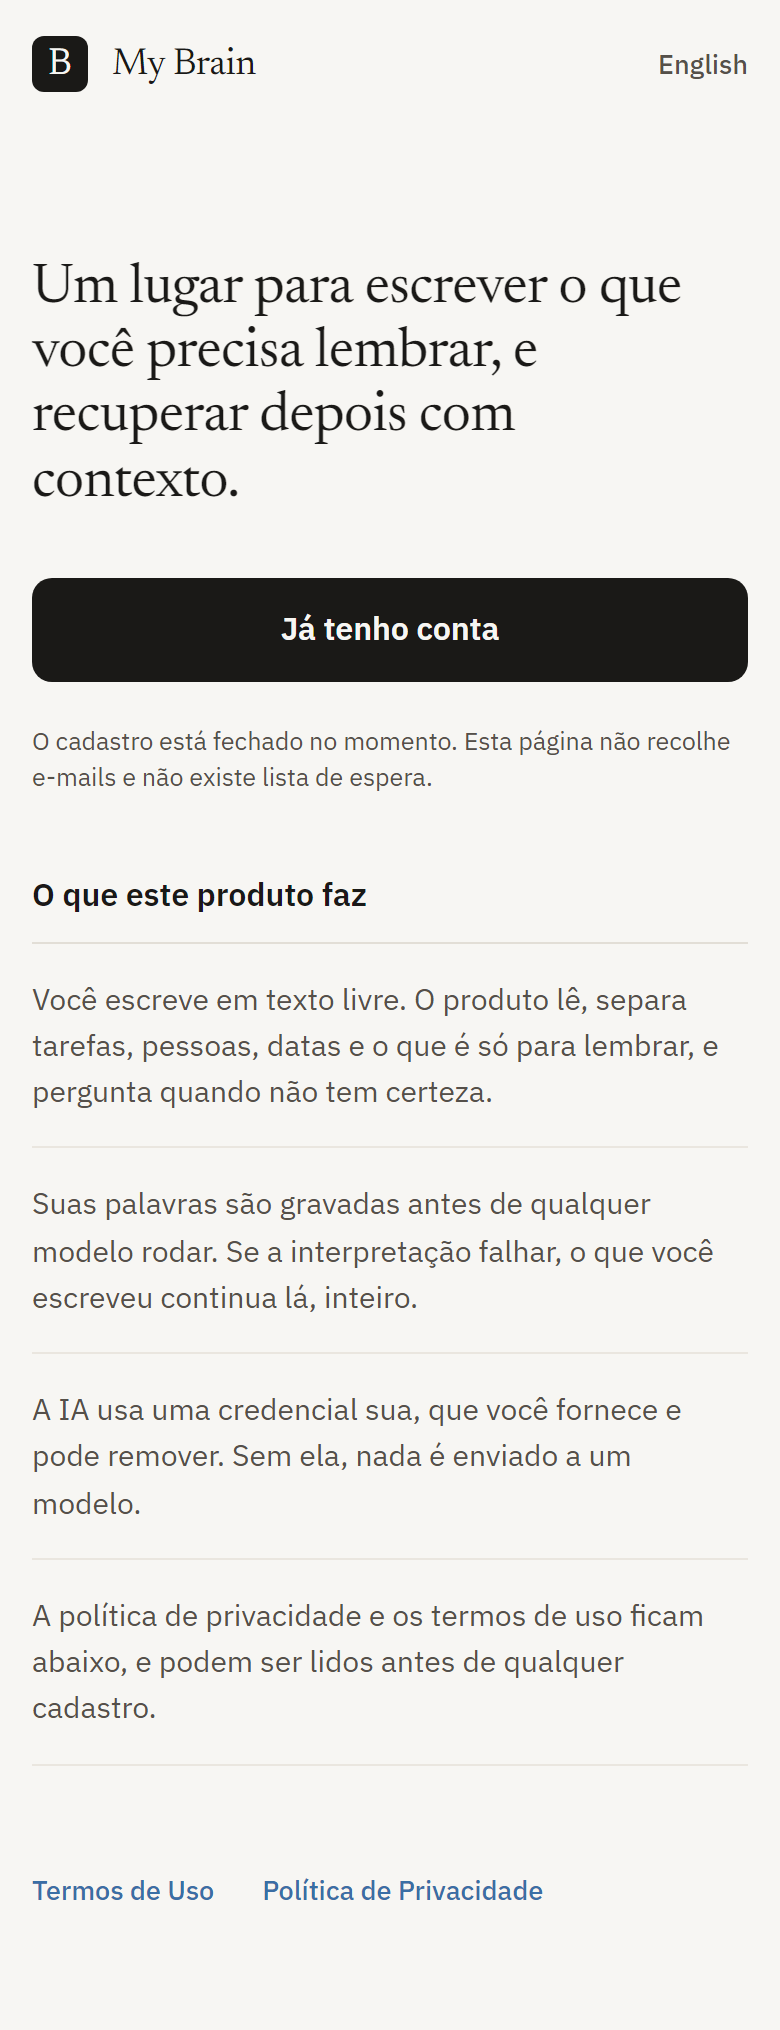 B My Brain English
Um lugar para escrever o que
você precisa lembrar, e
recuperar depois com
contexto.
Já tenho conta
O cadastro está fechado no momento. Esta página não recolhe
e-mails e não existe lista de espera.
O que este produto faz
Você escreve em texto livre. O produto lê, separa
tarefas, pessoas, datas e o que é só para lembrar, e
pergunta quando não tem certeza.
Suas palavras são gravadas antes de qualquer
modelo rodar. Se a interpretação falhar, o que você
escreveu continua lá, inteiro.
A IA usa uma credencial sua, que você fornece e
pode remover. Sem ela, nada é enviado a um
modelo.
A política de privacidade e os termos de uso ficam
abaixo, e podem ser lidos antes de qualquer
cadastro.
Termos de Uso Política de Privacidade